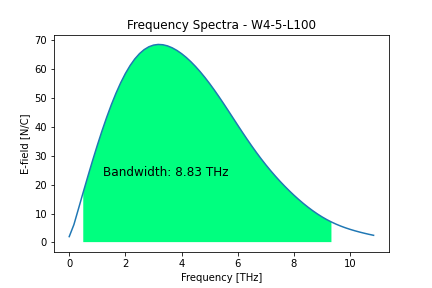 Frequency Spectra - W4-5-L100
70
60
50
40
30
20
10
0
E-field [N/C]
Bandwidth: 8.83 THz
0 2 4 6 8 10
Frequency [THz]